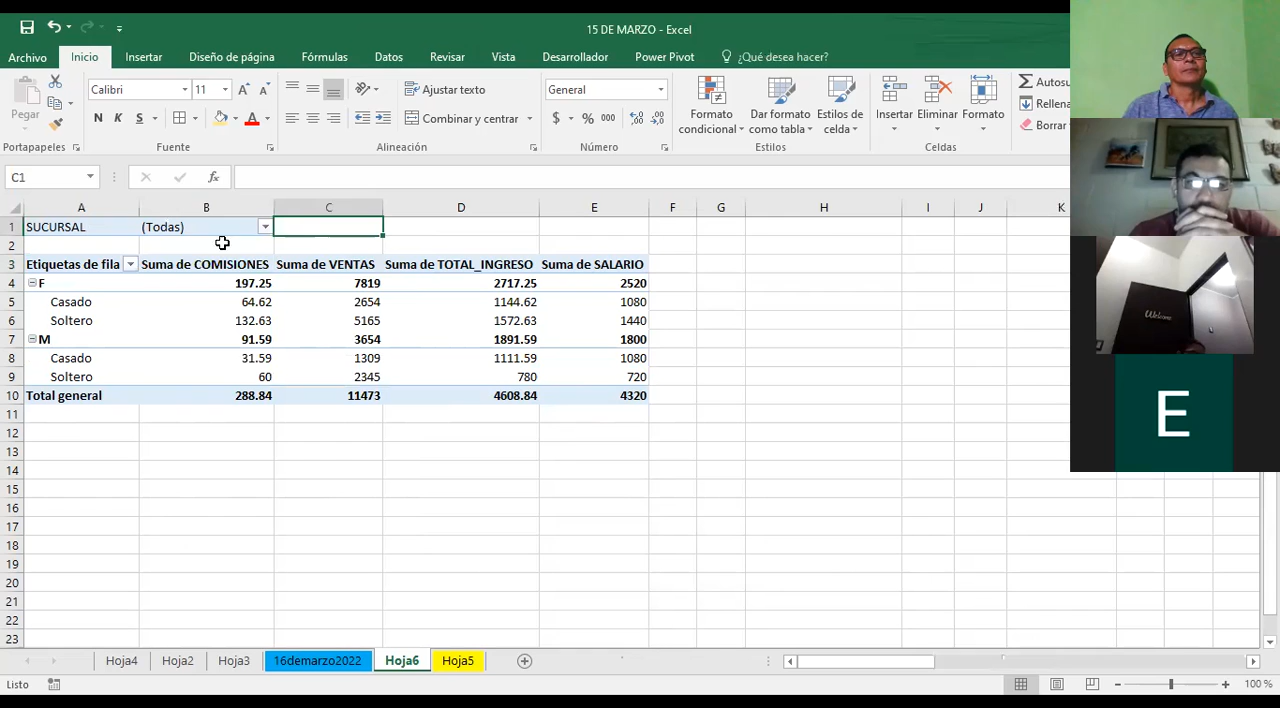 15 DE MARZO - Excel
Archivo Inicio Insertar Diseño de página Fórmulas Datos Revisar Vista Desarrollador Power Pivot ¿Qué desea hacer?
Pegar
Calibri 11
N K S
Ajustar texto
Combinar y centrar
General
$ % 000
Formato condicional
Dar formato como tabla
Estilos de celda
Insertar Eliminar Formato
Autosu
Rellena
Borrar
Portapapeles Fuente Alineación Número Estilos Celdas
C1 fx
A B C D E F G H I J K
1 SUCURSAL (Todas)
2
3 Etiquetas de fila Suma de COMISIONES Suma de VENTAS Suma de TOTAL_INGRESO Suma de SALARIO
4 F 197.25 7819 2717.25 2520
5 Casado 64.62 2654 1144.62 1080
6 Soltero 132.63 5165 1572.63 1440
7 M 91.59 3654 1891.59 1800
8 Casado 31.59 1309 1111.59 1080
9 Soltero 60 2345 780 720
10 Total general 288.84 11473 4608.84 4320
11
12
13
14
15
16
17
18
19
20
21
22
23
Hoja4 Hoja2 Hoja3 16demarzo2022 Hoja6 Hoja5
Listo 100 %
Welcome
E